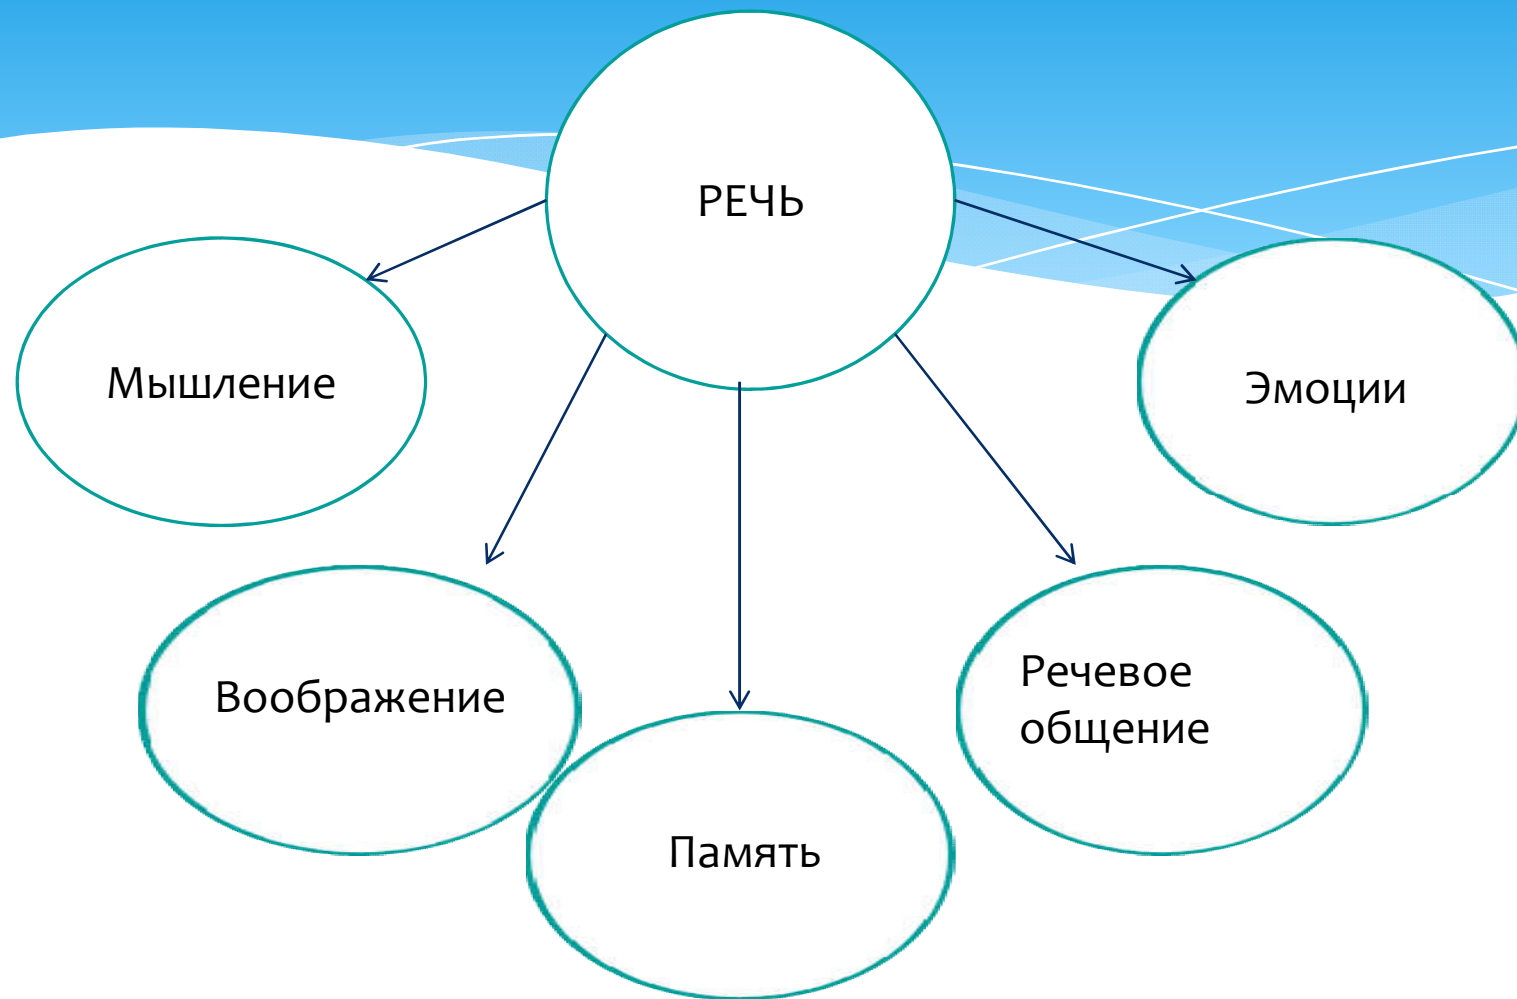 РЕЧЬ
Мышление
Эмоции
Воображение
Речевое
общение
Память